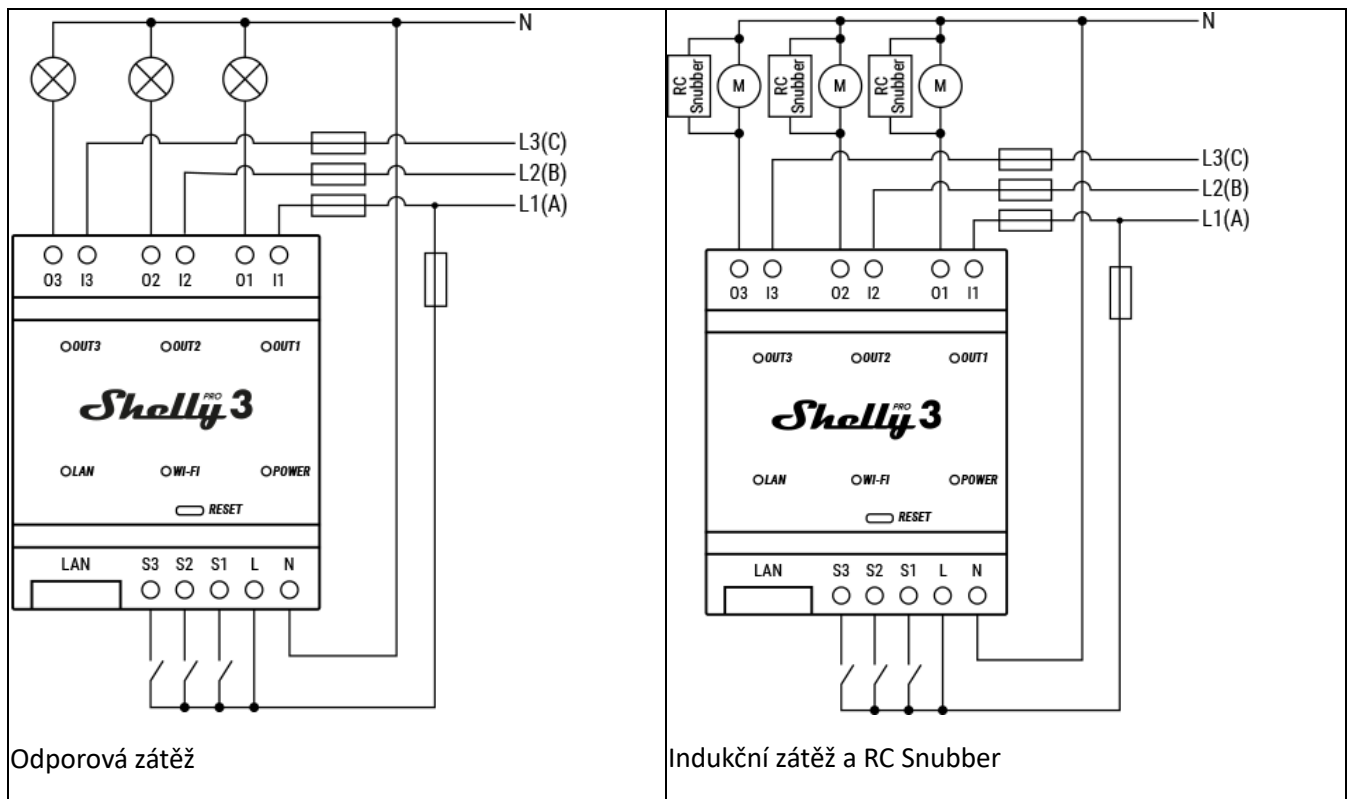 N
L3(C)
L2(B)
L1(A)
O3 I3 O2 I2 O1 I1
OUT3 OUT2 OUT1
Shelly PRO 3
LAN WI-FI POWER
RESET
LAN S3 S2 S1 L N
Odporová zátěž
N
RC Snubber M RC Snubber M RC Snubber M
L3(C)
L2(B)
L1(A)
O3 I3 O2 I2 O1 I1
OUT3 OUT2 OUT1
Shelly PRO 3
LAN WI-FI POWER
RESET
LAN S3 S2 S1 L N
Indukční zátěž a RC Snubber